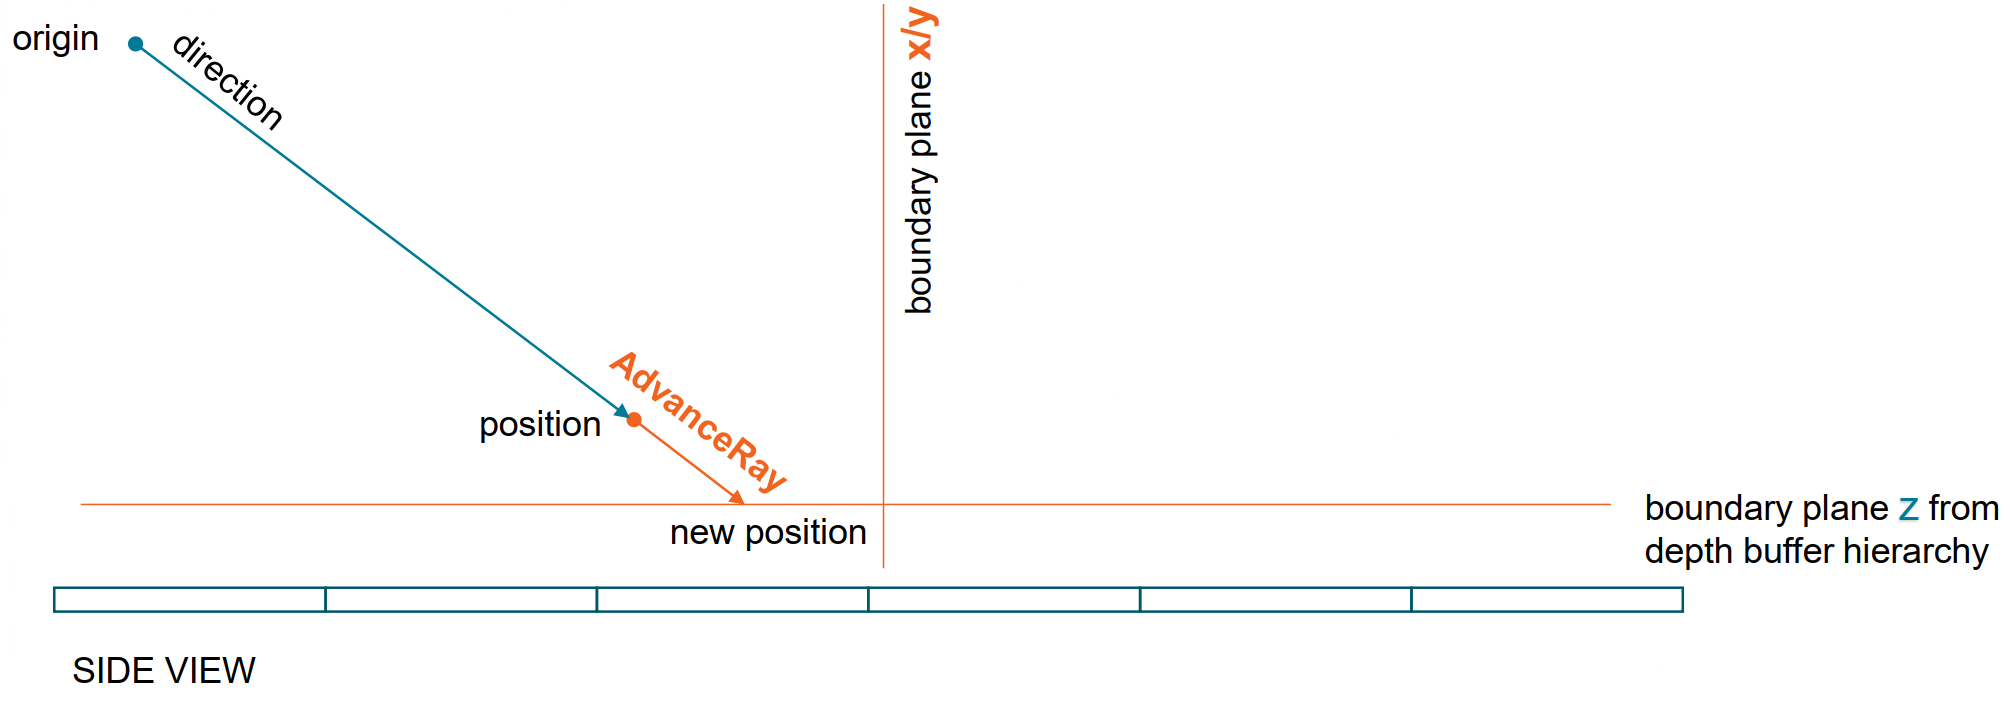 origin
direction
boundary plane x/y
AdvanceRay
position
new position
boundary plane z from
depth buffer hierarchy
SIDE VIEW